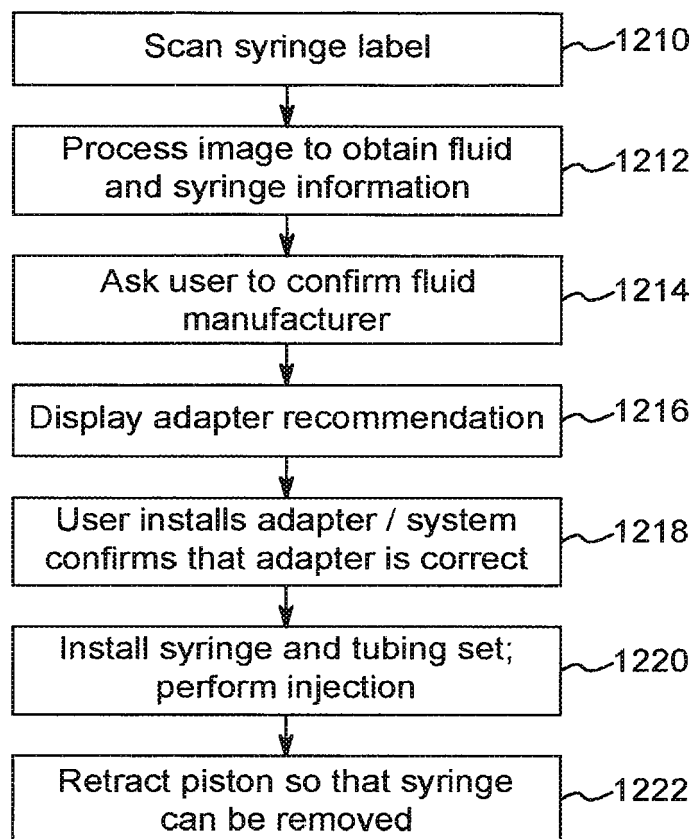 Scan syringe label
1210
Process image to obtain fluid
and syringe information
1212
Ask user to confirm fluid
manufacturer
1214
Display adapter recommendation
1216
User installs adapter / system
confirms that adapter is correct
1218
Install syringe and tubing set;
perform injection
1220
Retract piston so that syringe
can be removed
1222